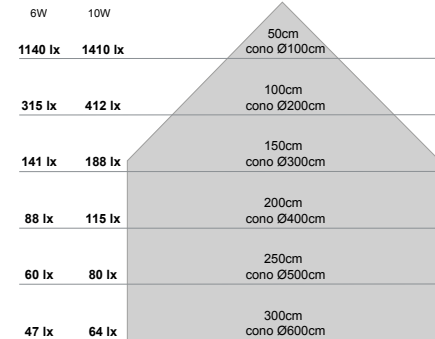 6W 10W
50cm
1140 lx 1410 lx cono Ø100cm
100cm
315 lx 412 lx cono Ø200cm
150cm
141 lx 188 lx cono Ø300cm
200cm
88 lx 115 lx cono Ø400cm
250cm
60 lx 80 lx cono Ø500cm
300cm
47 lx 64 lx cono Ø600cm